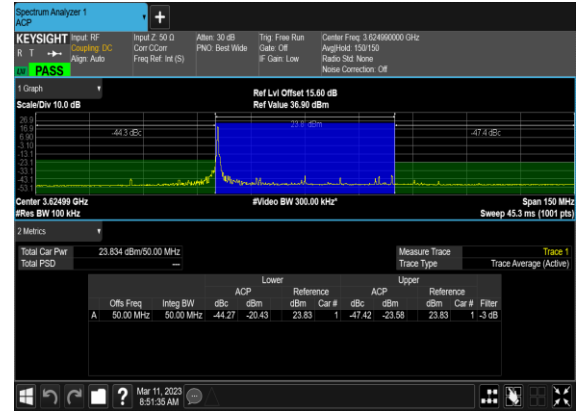 Spectrum Analyzer 1
ACP
+
KEYSIGHT Input: RF Input Z: 50 Ω Atten: 30 dB Trig: Free Run Center Freq: 3.624990000 GHz
R T Coupling: DC Corr CCorr PNO: Best Wide Gate: Off Avg|Hold: 150/150
Align: Auto Freq Ref: Int (S) IF Gain: Low Radio Std: None
LU PASS Noise Correction: Off
1 Graph
Ref Lvl Offset 15.60 dB
Scale/Div 10.0 dB Ref Value 36.90 dBm
26.9
16.9 -44.3 dBc 23.8 dBm -47.4 dBc
6.90
-3.10
-13.1
-23.1
-33.1
-43.1
-53.1
Center 3.62499 GHz #Video BW 300.00 kHz* Span 150 MHz
#Res BW 100 kHz Sweep 45.3 ms (1001 pts)
2 Metrics
Total Car Pwr 23.834 dBm/50.00 MHz Measure Trace Trace 1
Total PSD --- Trace Type Trace Average (Active)
Lower Upper
ACP Reference ACP Reference
Offs Freq Integ BW dBc dBm dBm Car # dBc dBm dBm Car # Filter
A 50.00 MHz 50.00 MHz -44.27 -20.43 23.83 1 -47.42 -23.58 23.83 1 -3 dB
? Mar 11, 2023
8:51:35 AM